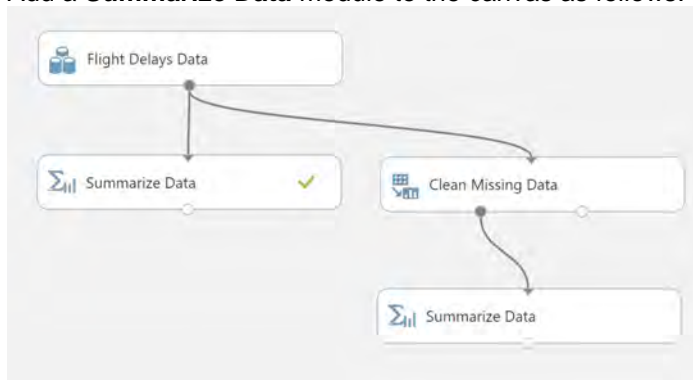 Add a Summarize Data module to the canvas as follows:
Flight Delays Data
Summarize Data
Clean Missing Data
Summarize Data